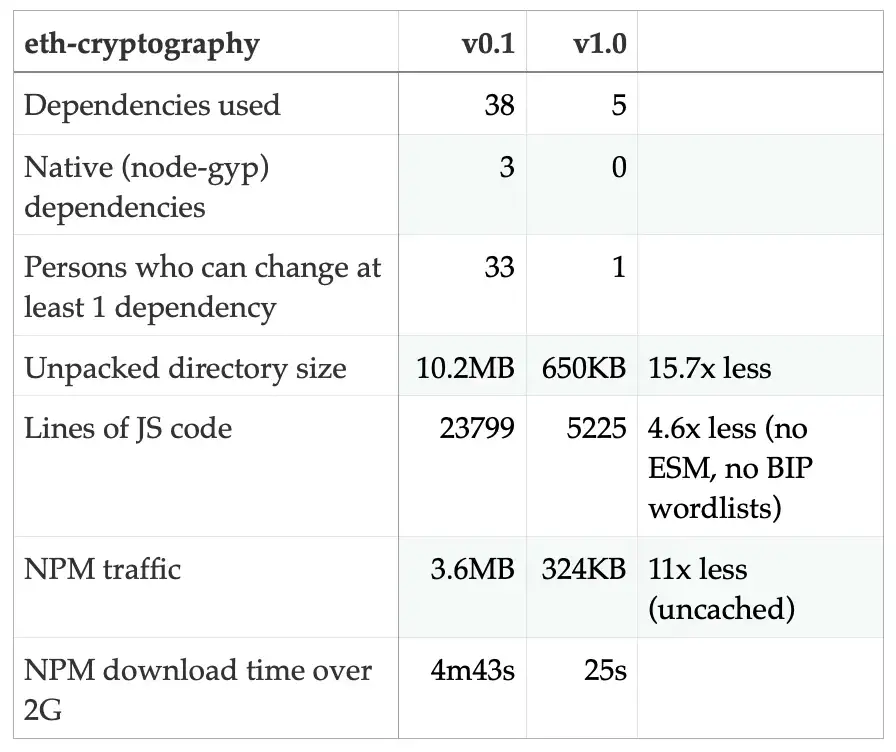 eth-cryptography v0.1 v1.0
Dependencies used 38 5
Native (node-gyp) 3 0
dependencies
Persons who can change at 33 1
least 1 dependency
Unpacked directory size 10.2MB 650KB 15.7x less
Lines of JS code 23799 5225 4.6x less (no
ESM, no BIP
wordlists)
NPM traffic 3.6MB 324KB 11x less
(uncached)
NPM download time over 4m43s 25s
2G